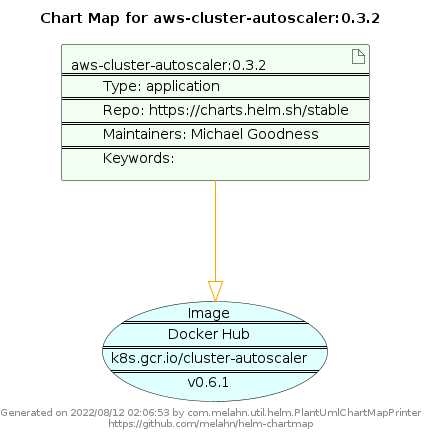 Chart Map for aws-cluster-autoscaler:0.3.2
aws-cluster-autoscaler:0.3.2
Type: application
Repo: https://charts.helm.sh/stable
Maintainers: Michael Goodness
Keywords:
Image
Docker Hub
k8s.gcr.io/cluster-autoscaler
v0.6.1
Generated on 2022/08/12 02:06:53 by com.melahn.util.helm.PlantUmlChartMapPrinter
https://github.com/melahn/helm-chartmap